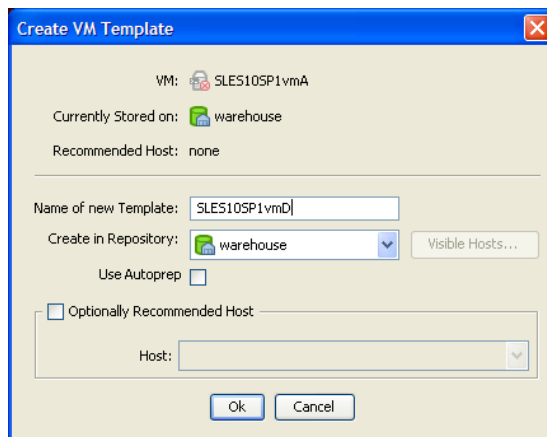 Create VM Template
VM: SLES10SP1vmA
Currently Stored on: warehouse
Recommended Host: none
Name of new Template: SLES10SP1vmD
Create in Repository: warehouse Visible Hosts...
Use Autoprep
Optionally Recommended Host
Host:
Ok Cancel